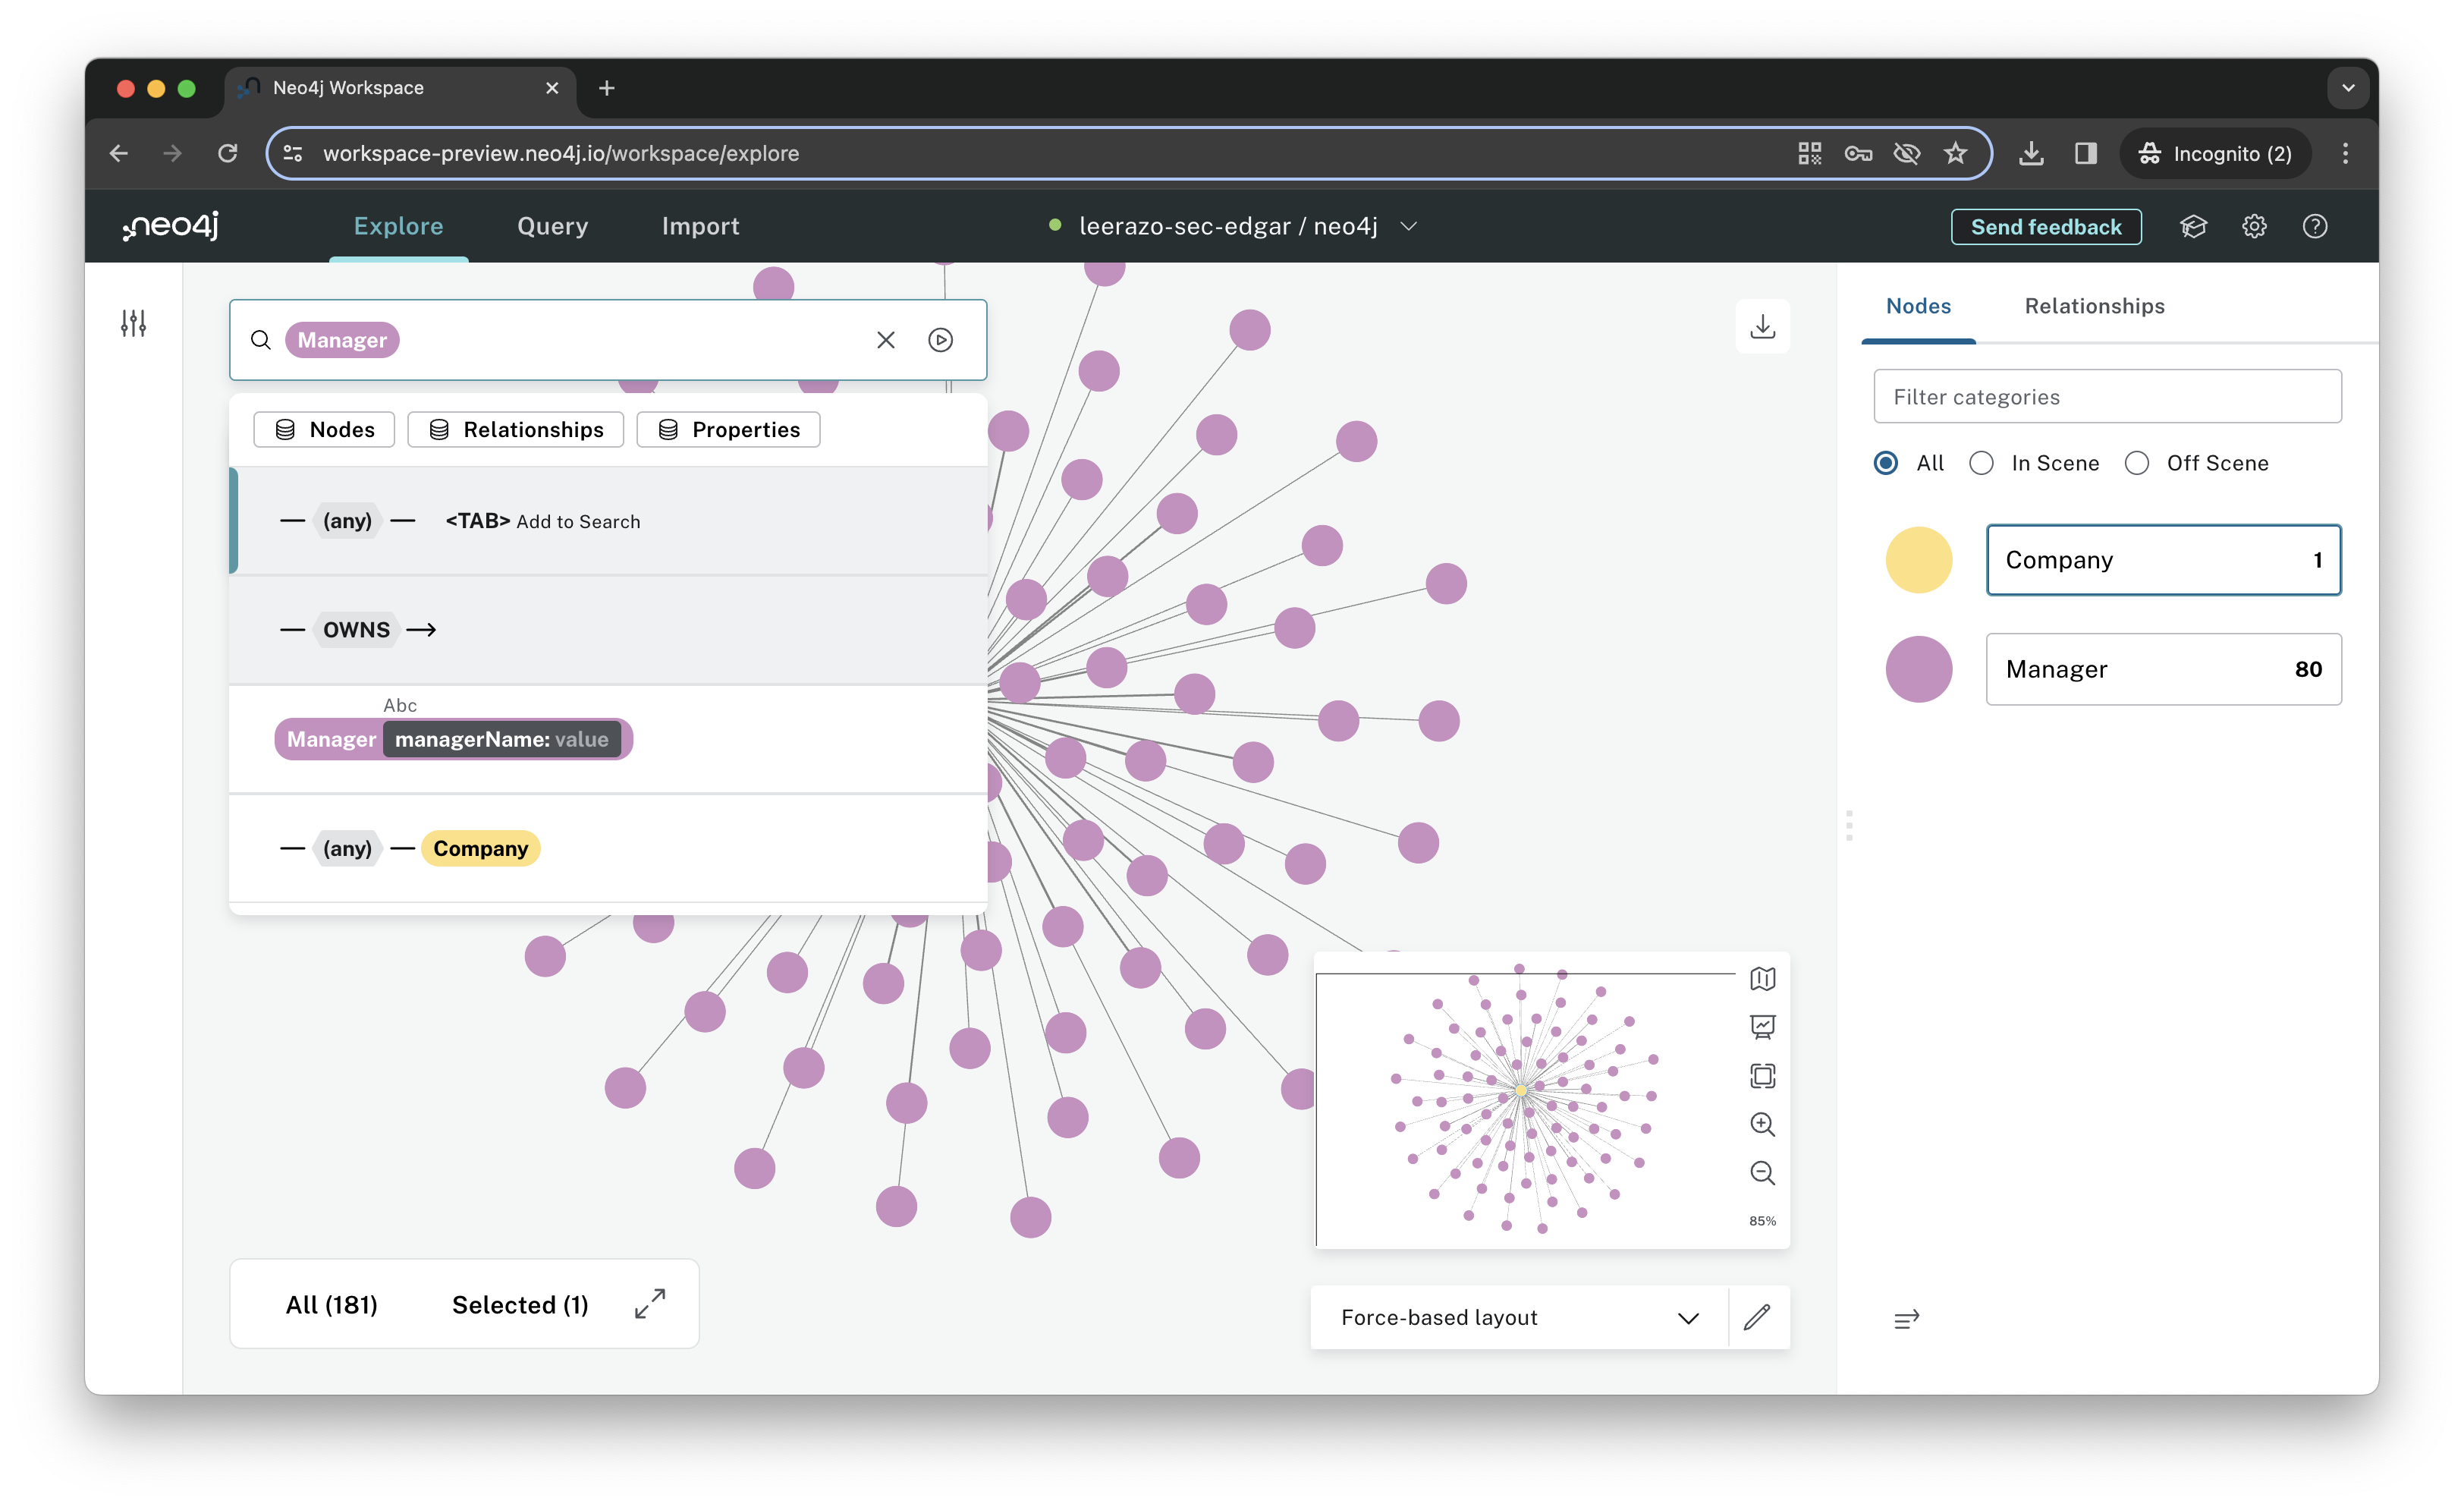 Neo4j Workspace
workspace-preview.neo4j.io/workspace/explore
Incognito (2)
neo4j
Explore
Query
Import
leerazo-sec-edgar / neo4j
Send feedback
Manager
Nodes
Relationships
Properties
(any)
<TAB> Add to Search
OWNS
Abc
Manager managerName: value
(any)
Company
All (181)
Selected (1)
85%
Force-based layout
Nodes
Relationships
Filter categories
All
In Scene
Off Scene
Company 1
Manager 80